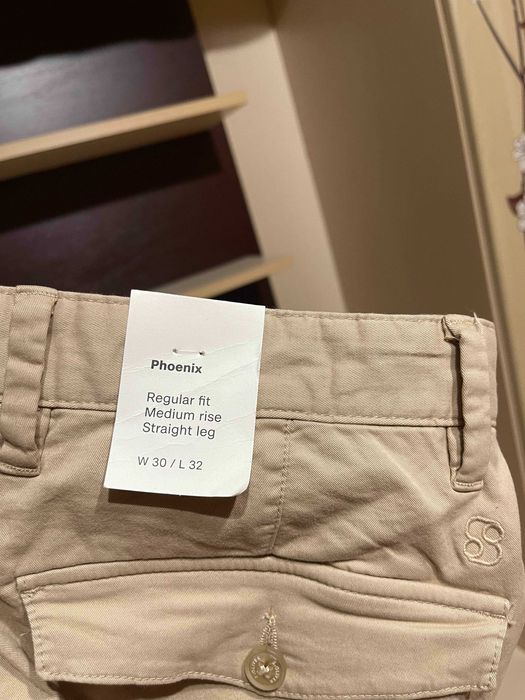 Phoenix
Regular fit
Medium rise
Straight leg
W 30 / L 32